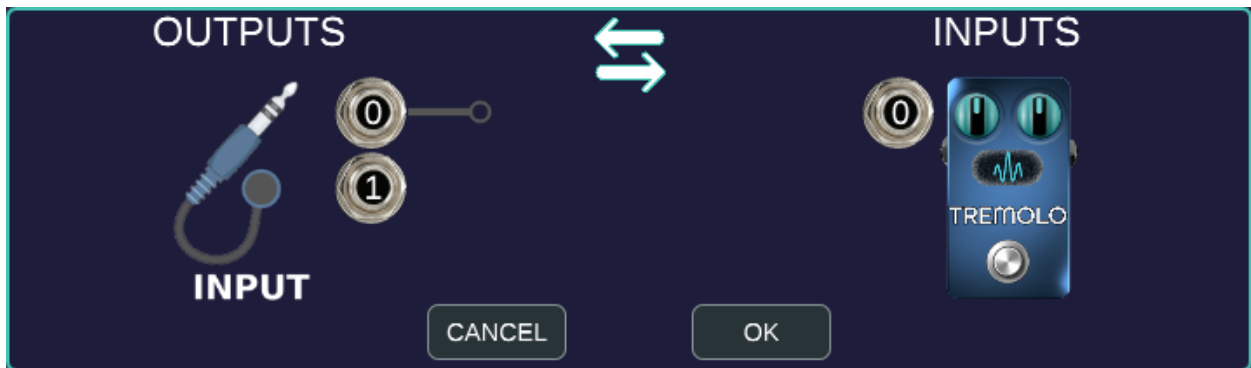 OUTPUTS
INPUTS
0
1
0
TREMOLO
INPUT
CANCEL
OK